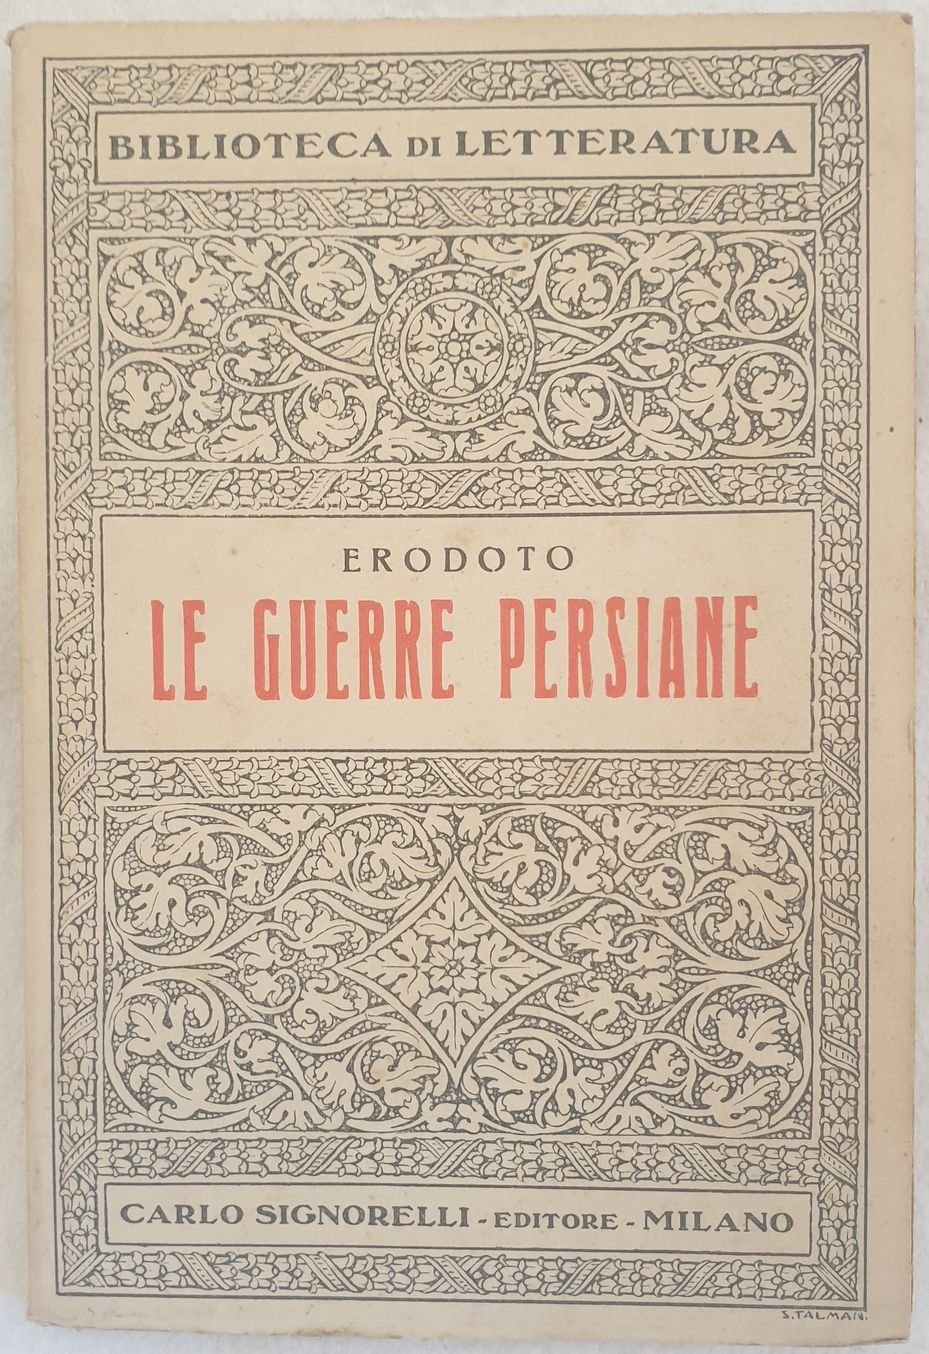 BIBLIOTECA DI LETTERATURA
ERODOTO
LE GUERRE PERSIANE
CARLO SIGNORELLI - EDITORE - MILANO
S. TALMAN.